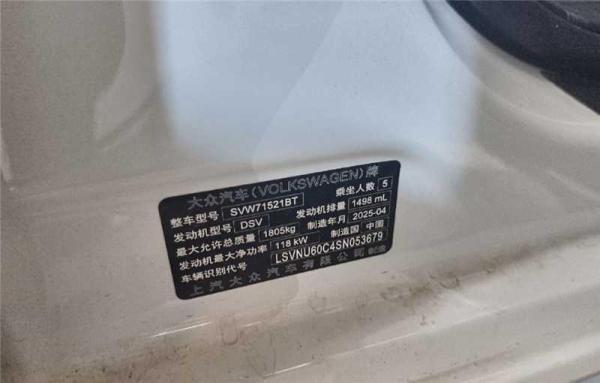 大众汽车(VOLKSWAGEN)牌
整车型号 SVW71521BT 乘坐人数 5
发动机型号 DSV 发动机排量 1498 mL
最大允许总质量 1805kg 制造年月 2025-04
发动机最大净功率 118 kW 制造国 中国
车辆识别代号 LSVNU60C4SN053679
上汽大众汽车有限公司 制造